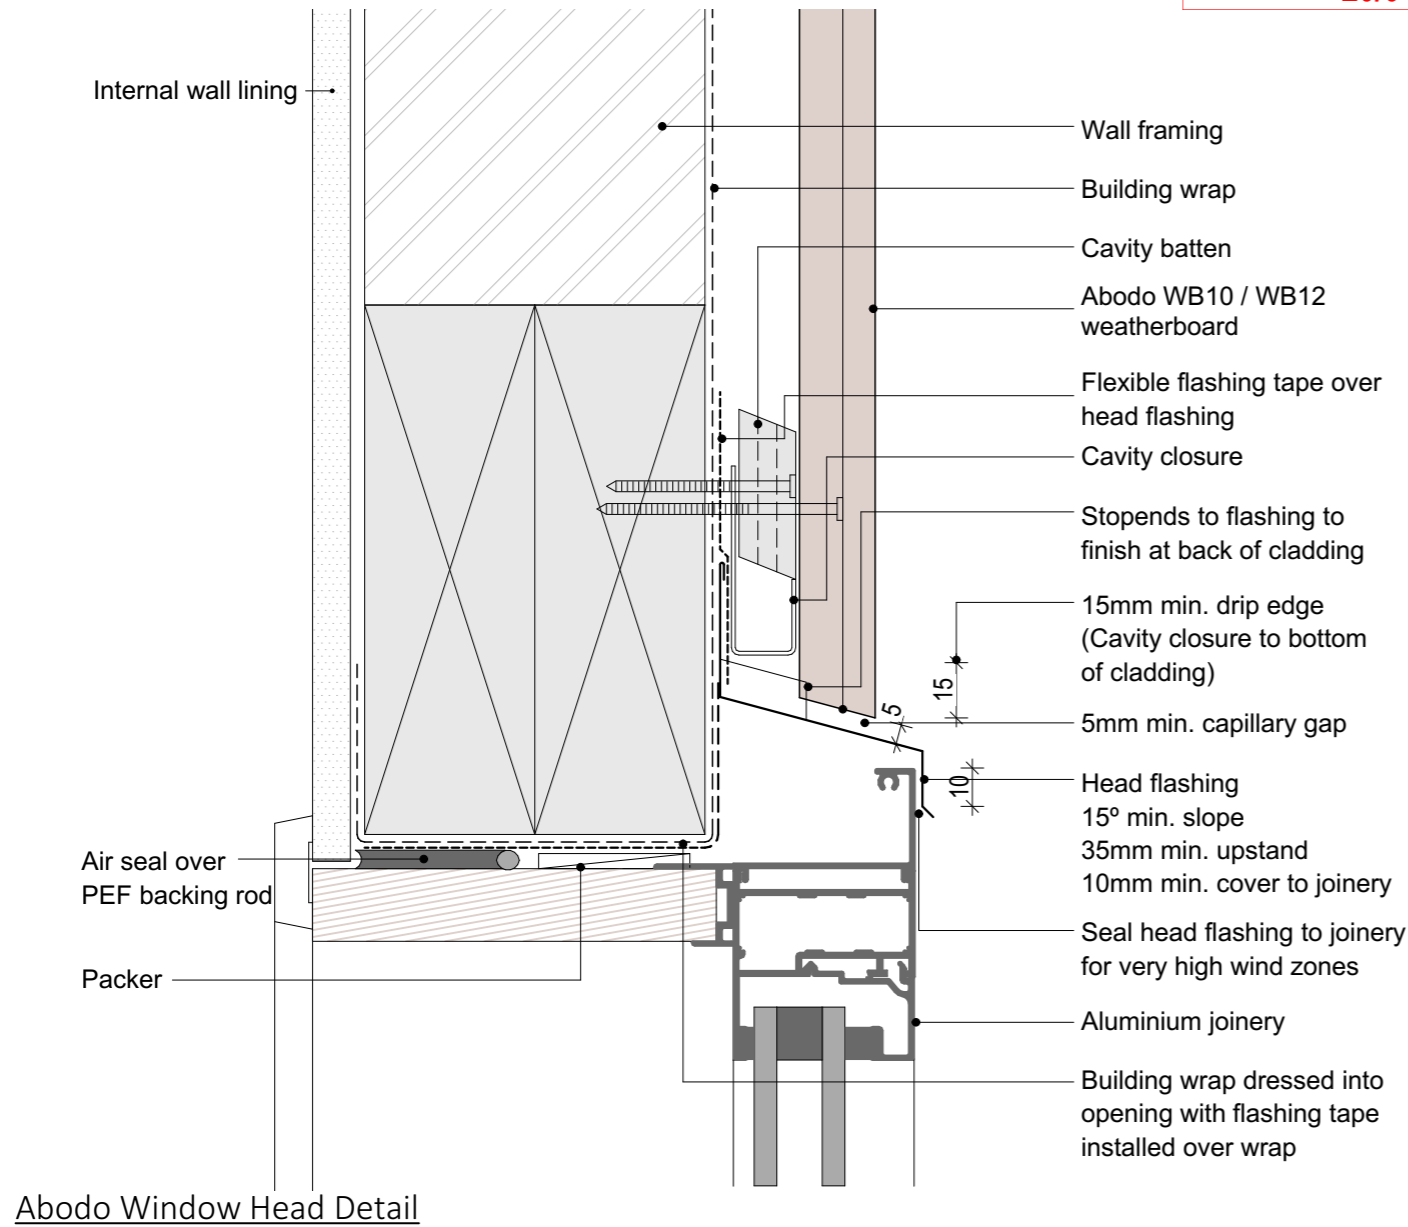 Internal wall lining
Wall framing
Building wrap
Cavity batten
Abodo WB10 / WB12
weatherboard
Flexible flashing tape over
head flashing
Cavity closure
Stopends to flashing to
finish at back of cladding
15mm min. drip edge
(Cavity closure to bottom
of cladding)
15
5
5mm min. capillary gap
10
Head flashing
15º min. slope
35mm min. upstand
10mm min. cover to joinery
Air seal over
PEF backing rod
Seal head flashing to joinery
for very high wind zones
Packer
Aluminium joinery
Building wrap dressed into
opening with flashing tape
installed over wrap
Abodo Window Head Detail